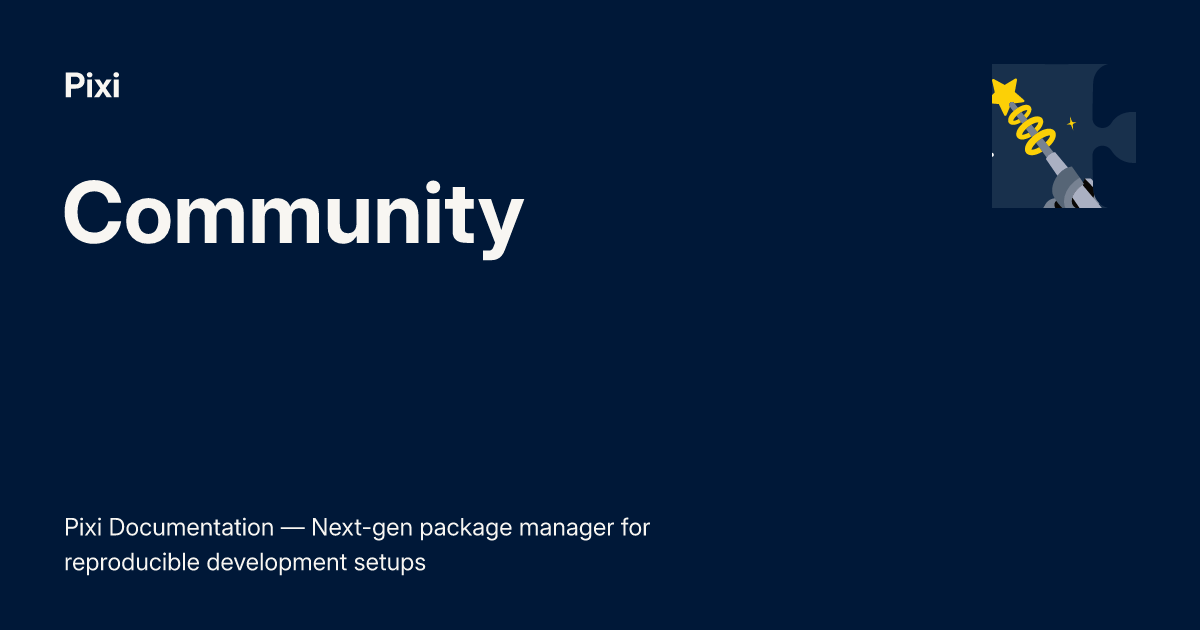 Pixi
Community
Pixi Documentation — Next-gen package manager for
reproducible development setups